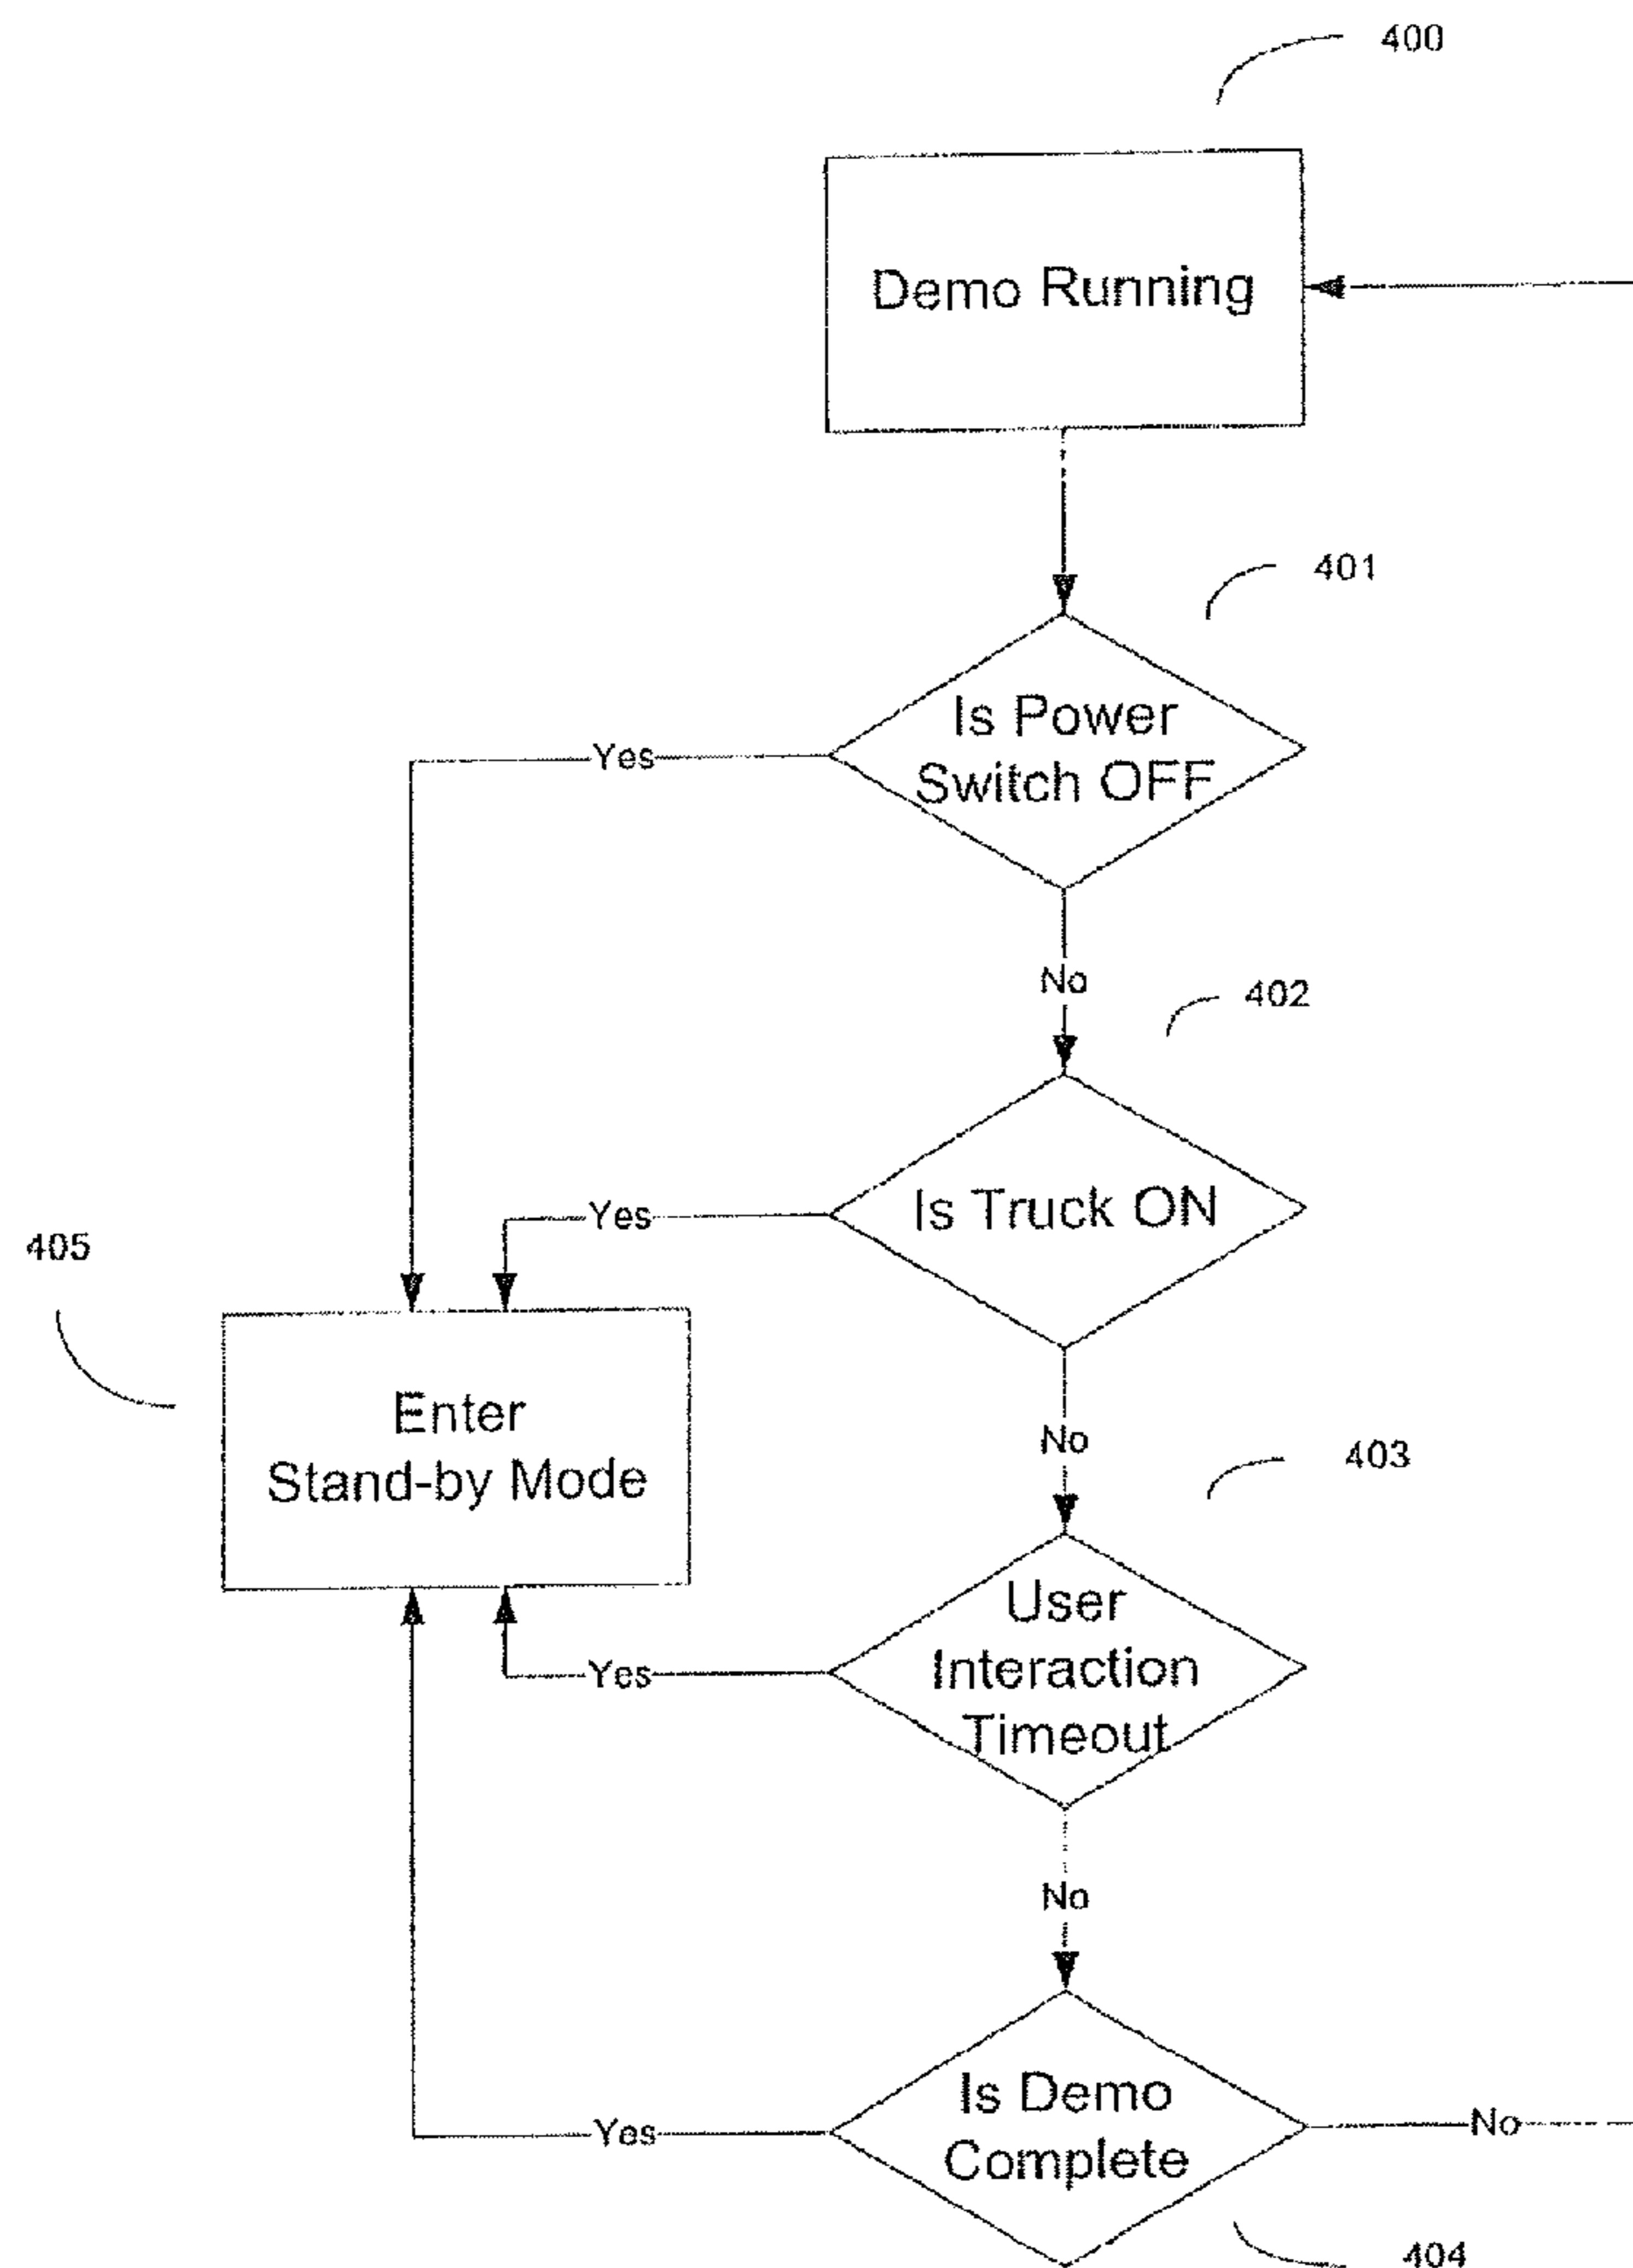 400
Demo Running
401
Is Power
Switch OFF
Yes
No
402
Is Truck ON
Yes
405
Enter
Stand-by Mode
No
403
User
Interaction
Timeout
Yes
No
Is Demo
Complete
Yes
No
404